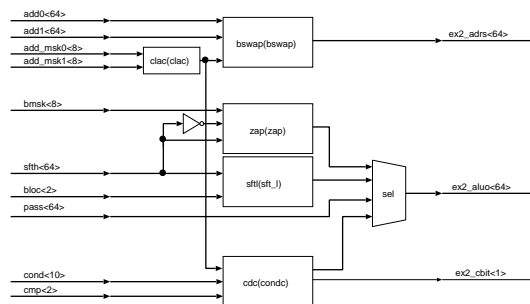 add0<64>
add1<64>
add_msk0<8>
add_msk1<8>
clac(clac)
bswap(bswap)
ex2_adrs<64>
bmsk<8>
zap(zap)
sfth<64>
sftl(sft_l)
bloc<2>
pass<64>
sel
ex2_aluo<64>
cond<10>
cmp<2>
cdc(condc)
ex2_cbit<1>